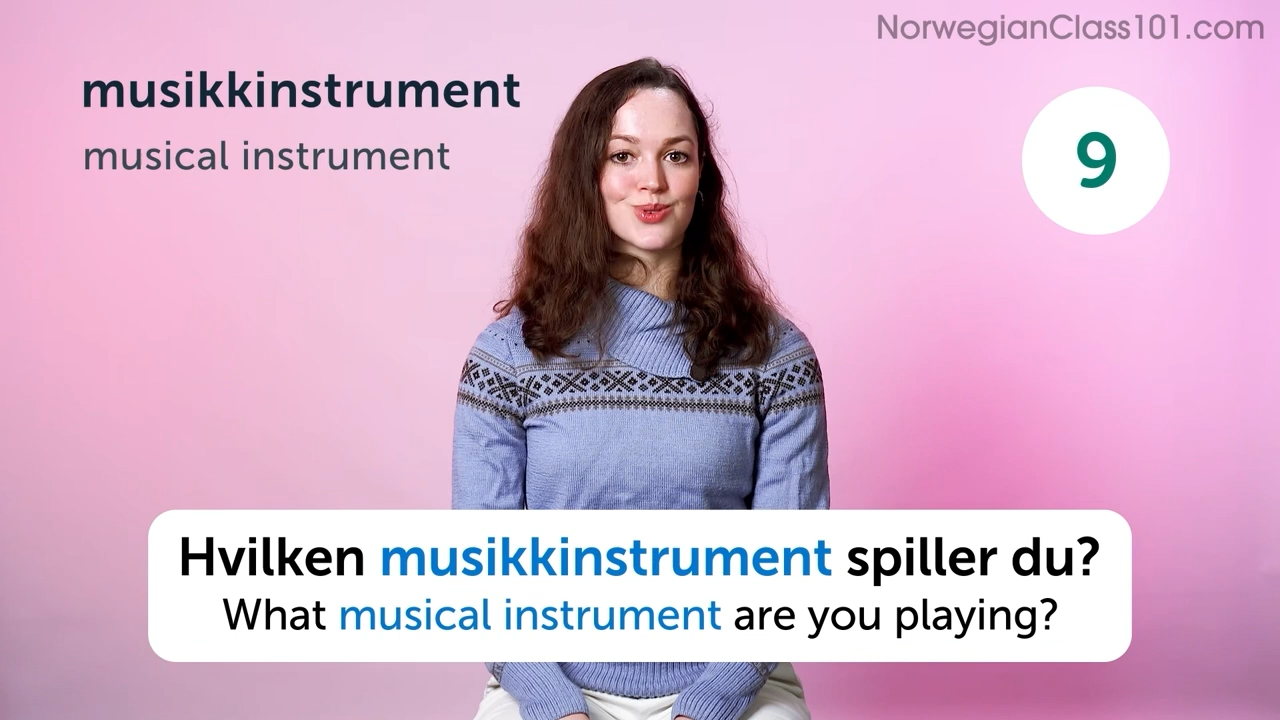 NorwegianClass101.com
musikkinstrument
musical instrument
9
Hvilken musikkinstrument spiller du?
What musical instrument are you playing?